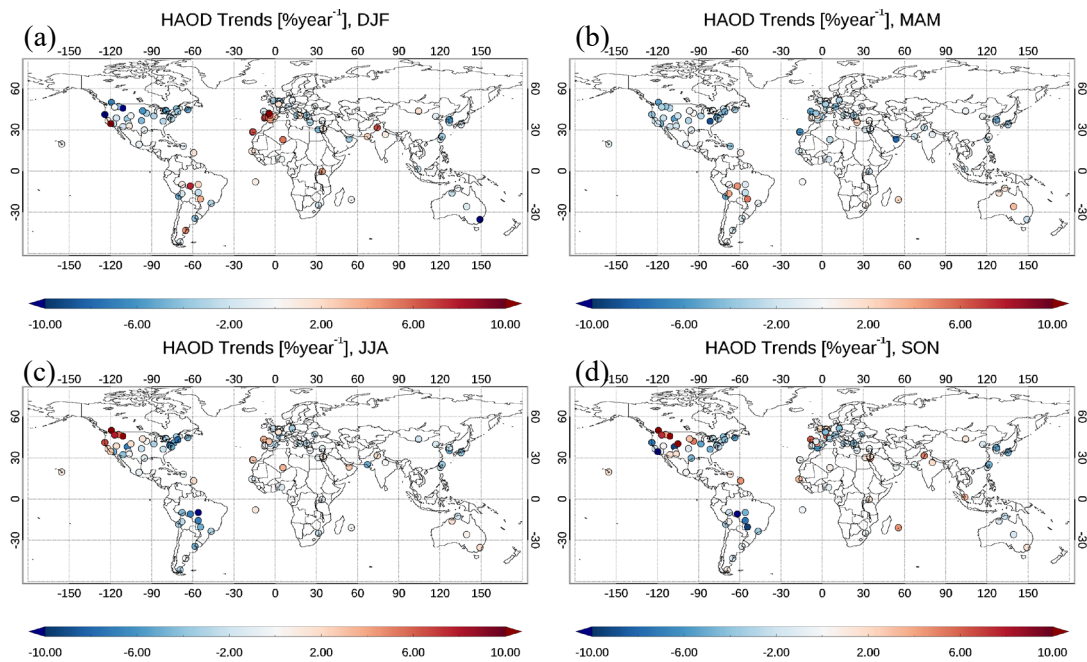 HAOD Trends [%year-1], DJF
(a)
-150 -120 -90 -60 -30 0 30 60 90 120 150
60 60
30 30
0 0
-30 -30
-150 -120 -90 -60 -30 0 30 60 90 120 150
-10.00 -6.00 -2.00 2.00 6.00 10.00
HAOD Trends [%year-1], MAM
(b)
-150 -120 -90 -60 -30 0 30 60 90 120 150
60 60
30 30
0 0
-30 -30
-150 -120 -90 -60 -30 0 30 60 90 120 150
-10.00 -6.00 -2.00 2.00 6.00 10.00
HAOD Trends [%year-1], JJA
(c)
-150 -120 -90 -60 -30 0 30 60 90 120 150
60 60
30 30
0 0
-30 -30
-150 -120 -90 -60 -30 0 30 60 90 120 150
-10.00 -6.00 -2.00 2.00 6.00 10.00
HAOD Trends [%year-1], SON
(d)
-150 -120 -90 -60 -30 0 30 60 90 120 150
60 60
30 30
0 0
-30 -30
-150 -120 -90 -60 -30 0 30 60 90 120 150
-10.00 -6.00 -2.00 2.00 6.00 10.00